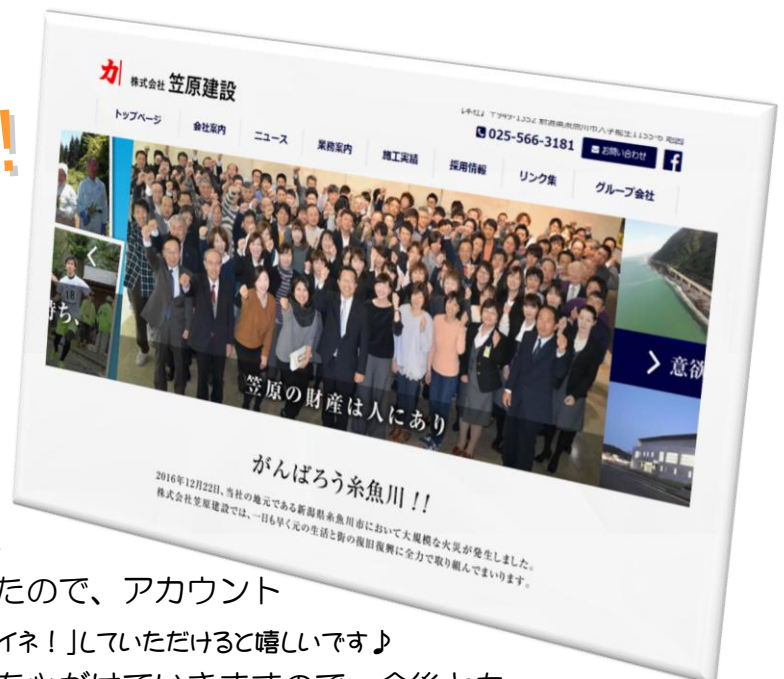 ！
カ 株式会社 笠原建設
025-566-3181 お問い合わせ f
トップページ 会社案内 ニュース 業務案内 施工実績 採用情報 リンク集 グループ会社
18
持ち、
意欲
笠原の財産は人にあり
がんばろう糸魚川！！
2016年12月22日、当社の地元である新潟県糸魚川市において大規模な火災が発生しました。
株式会社笠原建設では、一日も早く元の生活と街の復旧復興に全力で取り組んでまいります。
たので、アカウント
イネ！」していただけると嬉しいです♪